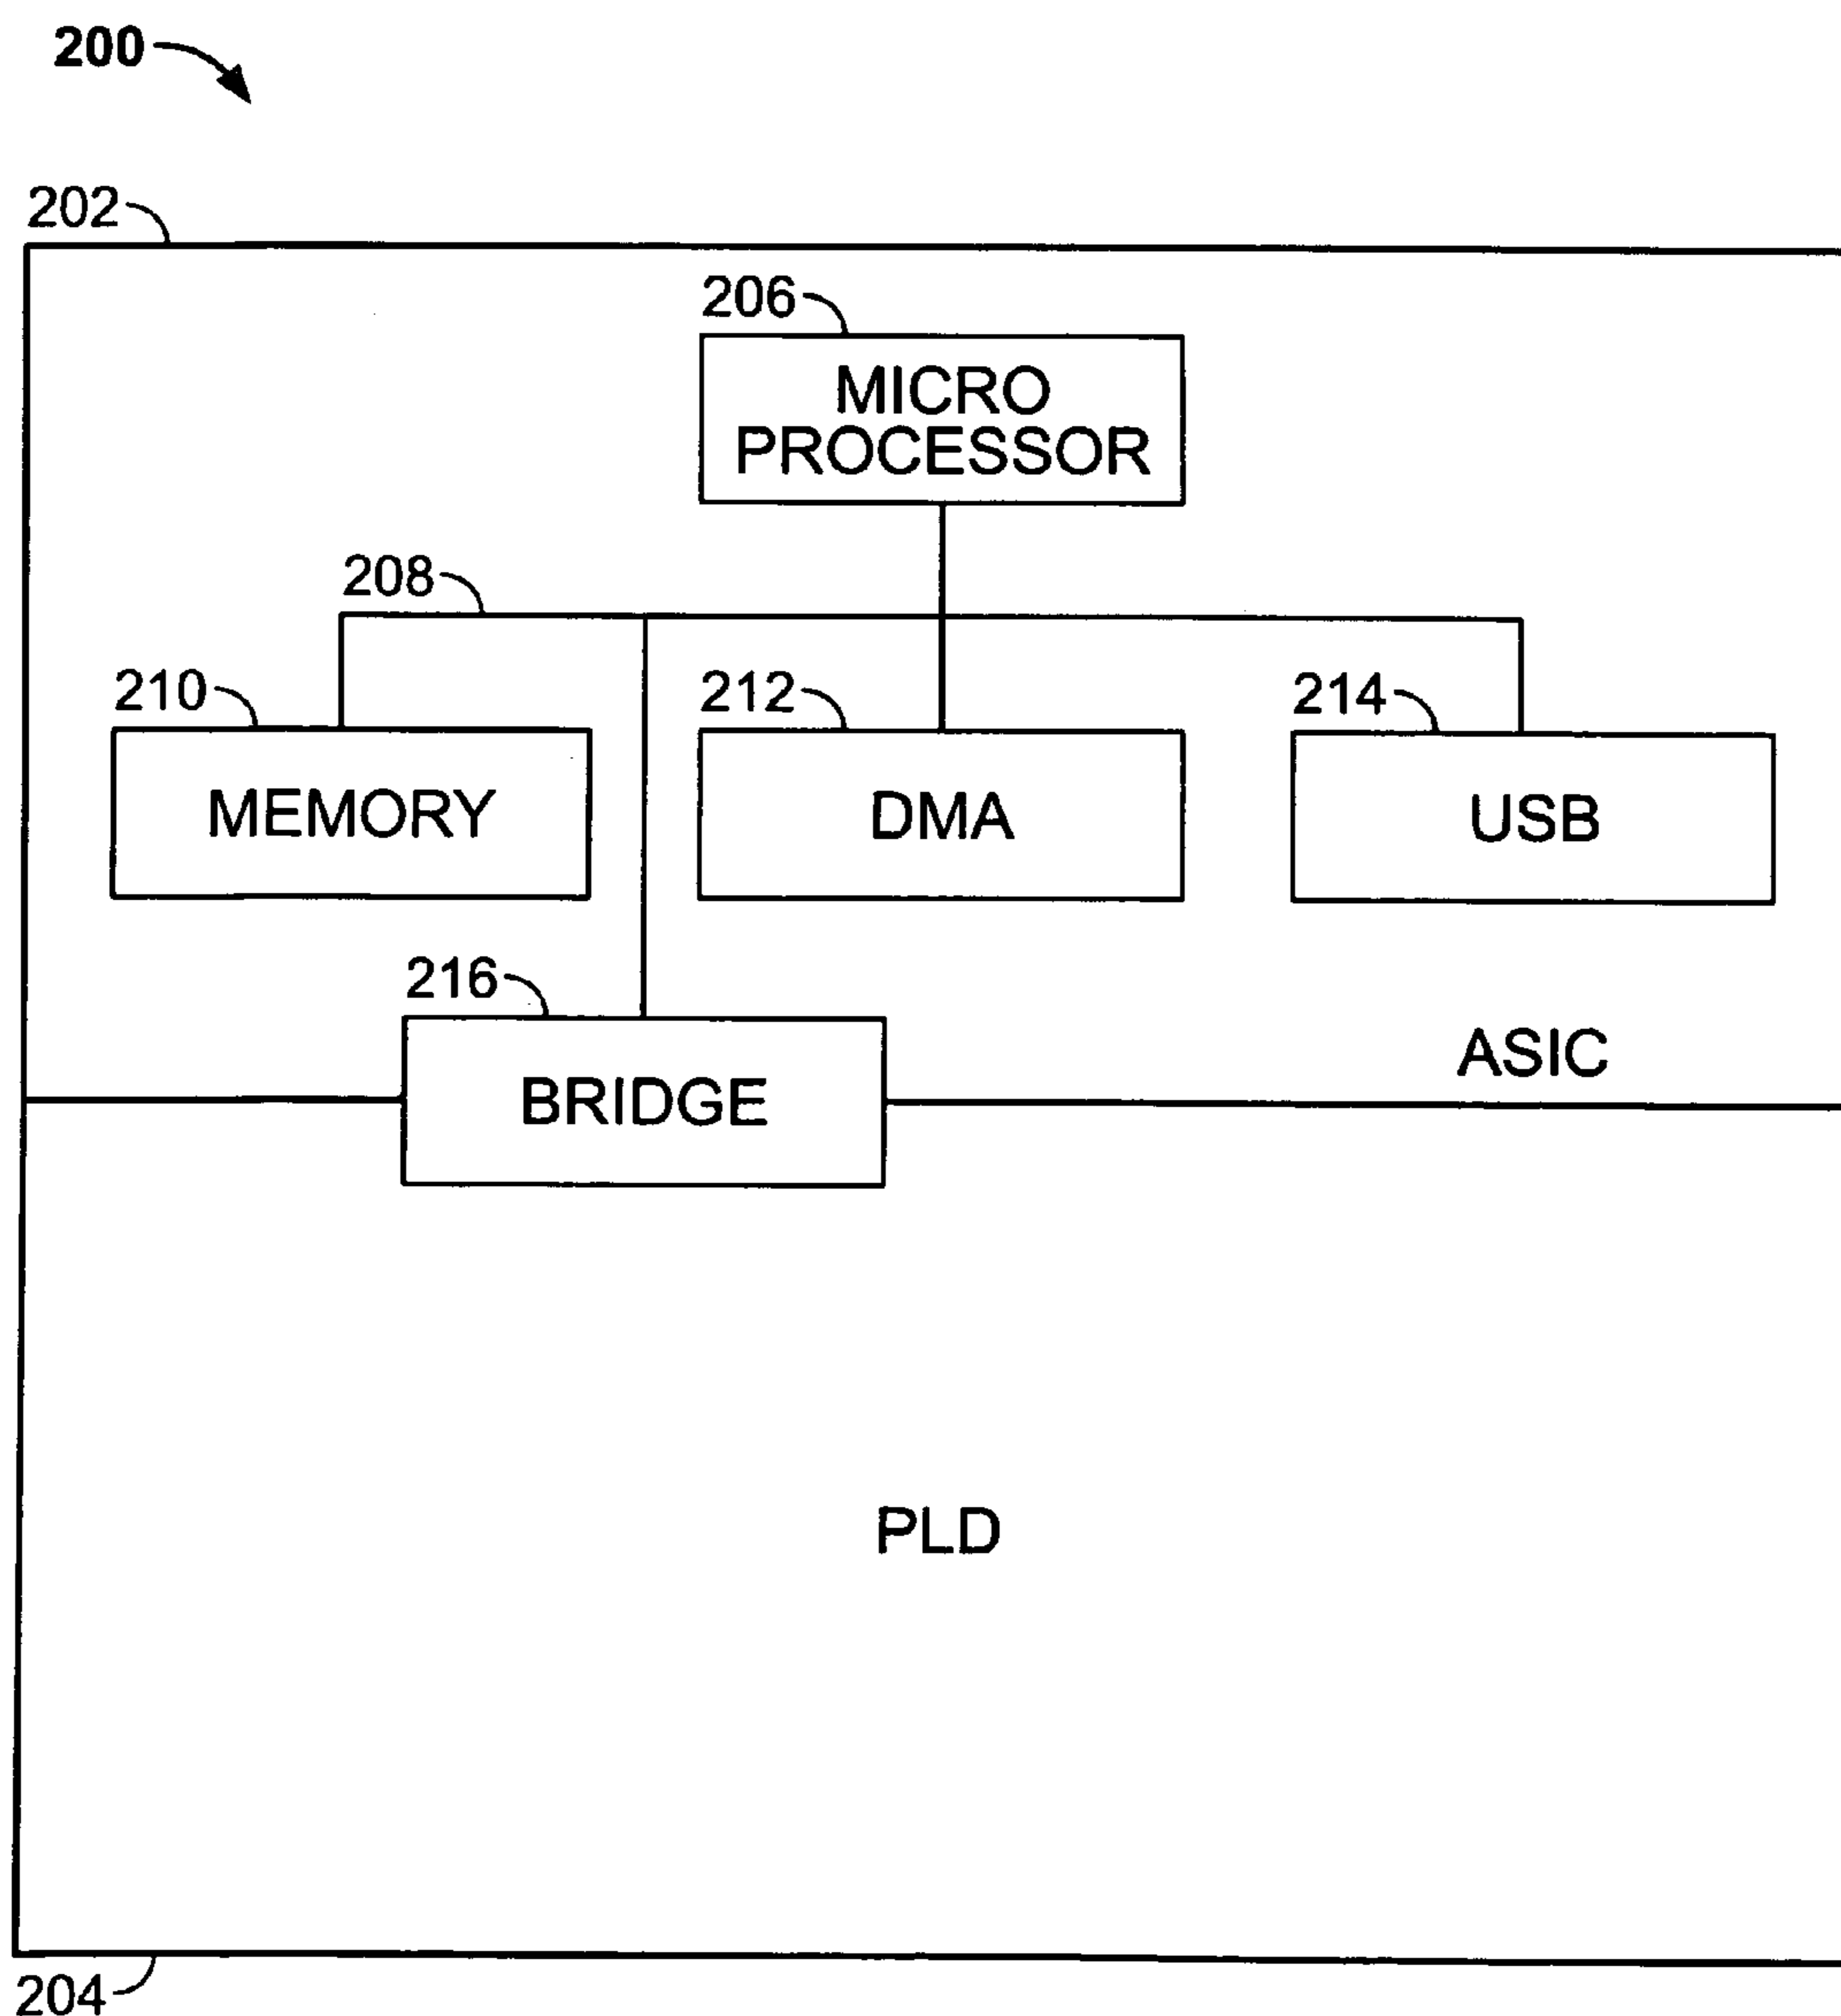 200
202
206
MICRO
PROCESSOR
208
210
212
214
MEMORY
DMA
USB
216
BRIDGE
ASIC
PLD
204